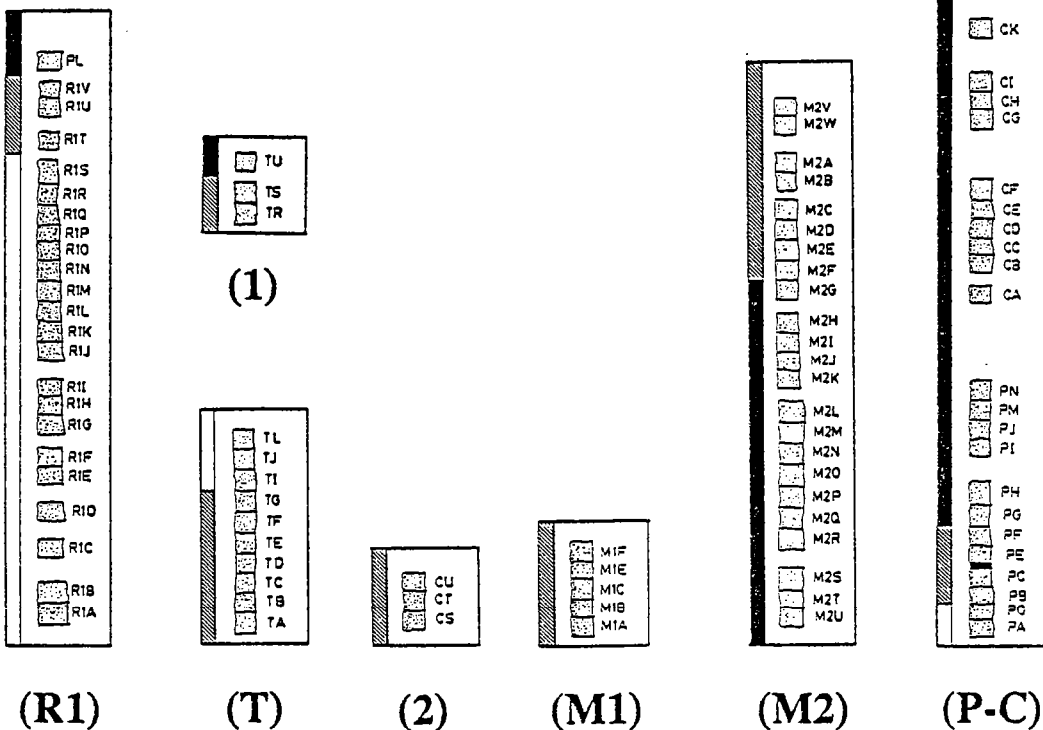 PL
R1V
R1U
R1T
R1S
R1R
R1Q
R1P
R1O
R1N
R1M
R1L
R1K
R1J
R1I
R1H
R1G
R1F
R1E
R1D
R1C
R1B
R1A
(R1)
TU
TS
TR
(1)
TL
TJ
TI
TG
TF
TE
TD
TC
TB
TA
(T)
CU
CT
CS
(2)
M1F
M1E
M1C
M1B
M1A
(M1)
M2V
M2W
M2A
M2B
M2C
M2D
M2E
M2F
M2G
M2H
M2I
M2J
M2K
M2L
M2M
M2N
M2O
M2P
M2Q
M2R
M2S
M2T
M2U
(M2)
CK
CI
CH
CG
CF
CE
CD
CC
CB
CA
PN
PM
PJ
PI
PH
PG
PF
PE
PC
PB
PG
PA
(P-C)